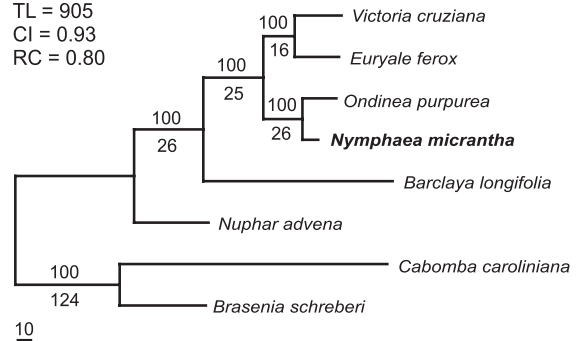 TL = 905
CI = 0.93
RC = 0.80
100
16
Victoria cruziana
Euryale ferox
100
25
100
26
Ondinea purpurea
Nymphaea micrantha
100
26
Barclaya longifolia
Nuphar advena
100
124
Cabomba caroliniana
Brasenia schreberi
10